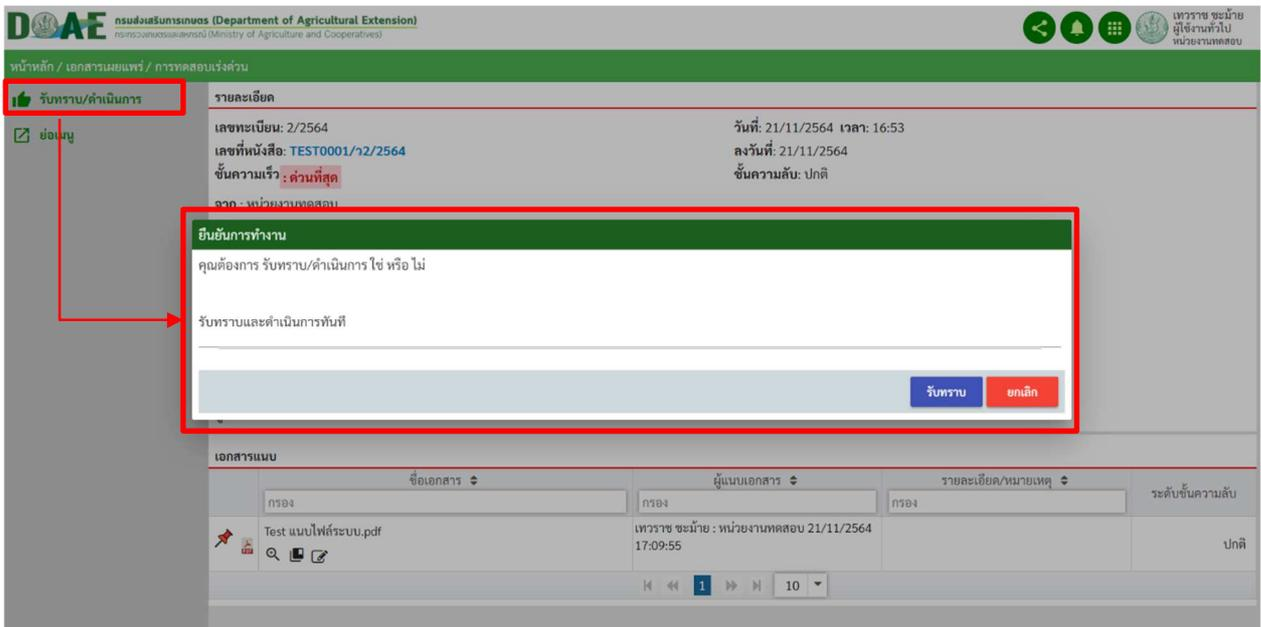 DOAE
กรมส่งเสริมการเกษตร (Department of Agricultural Extension)
กระทรวงเกษตรและสหกรณ์ (Ministry of Agriculture and Cooperatives)
เทวราช ชะม้าย
ผู้ใช้งานทั่วไป
หน่วยงานทดสอบ
หน้าหลัก / เอกสารเผยแพร่ / การทดสอบเร่งด่วน
รับทราบ/ดำเนินการ
ย่อเมนู
รายละเอียด
เลขทะเบียน: 2/2564
วันที่: 21/11/2564 เวลา: 16:53
เลขที่หนังสือ: TEST0001/ว2/2564
ลงวันที่: 21/11/2564
ชั้นความเร็ว : ด่วนที่สุด
ชั้นความลับ: ปกติ
จาก : หน่วยงานทดสอบ
ยืนยันการทำงาน
คุณต้องการ รับทราบ/ดำเนินการ ใช่ หรือ ไม่
รับทราบและดำเนินการทันที
รับทราบ
ยกเลิก
เอกสารแนบ
ชื่อเอกสาร
ผู้แนบเอกสาร
รายละเอียด/หมายเหตุ
ระดับชั้นความลับ
กรอง
กรอง
กรอง
Test แนบไฟล์ระบบ.pdf
เทวราช ชะม้าย : หน่วยงานทดสอบ 21/11/2564
17:09:55
ปกติ
1
10